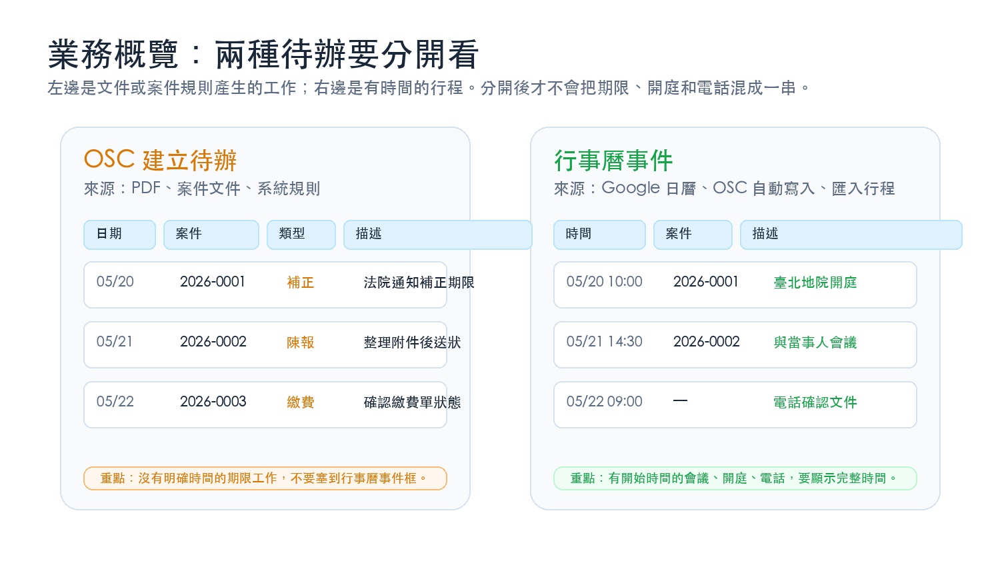 業務概覽：兩種待辦要分開看
左邊是文件或案件規則產生的工作；右邊是有時間的行程。分開後才不會把期限、開庭和電話混成一串。
OSC 建立待辦
來源：PDF、案件文件、系統規則
日期 案件 類型 描述
05/20 2026-0001 補正 法院通知補正期限
05/21 2026-0002 陳報 整理附件後送狀
05/22 2026-0003 繳費 確認繳費單狀態
重點：沒有明確時間的期限工作，不要塞到行事曆事件框。
行事曆事件
來源：Google 日曆、OSC 自動寫入、匯入行程
時間 案件 描述
05/20 10:00 2026-0001 臺北地院開庭
05/21 14:30 2026-0002 與當事人會議
05/22 09:00 — 電話確認文件
重點：有開始時間的會議、開庭、電話，要顯示完整時間。